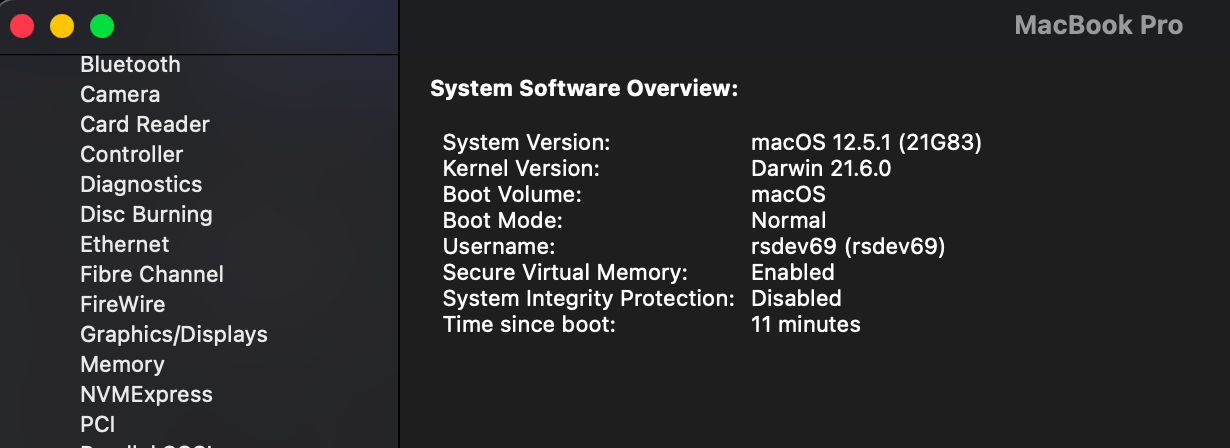 MacBook Pro
Bluetooth
Camera
Card Reader
Controller
Diagnostics
Disc Burning
Ethernet
Fibre Channel
FireWire
Graphics/Displays
Memory
NVMExpress
PCI
System Software Overview:
System Version: macOS 12.5.1 (21G83)
Kernel Version: Darwin 21.6.0
Boot Volume: macOS
Boot Mode: Normal
Username: rsdev69 (rsdev69)
Secure Virtual Memory: Enabled
System Integrity Protection: Disabled
Time since boot: 11 minutes